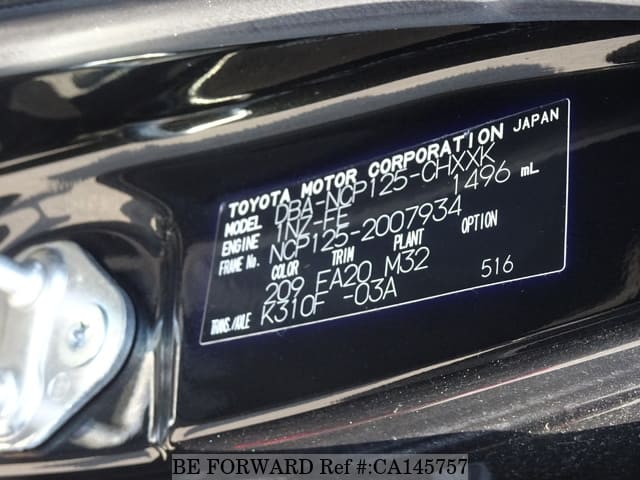 TOYOTA MOTOR CORPORATION JAPAN
MODEL DBA-NCP125-CHXXK
ENGINE 1NZ-FE 1496 mL
FRAME No. NCP125-2007934
COLOR TRIM PLANT OPTION
209 FA20 M32 516
TRANS./AXLE K310F -03A
BE FORWARD Ref #:CA145757